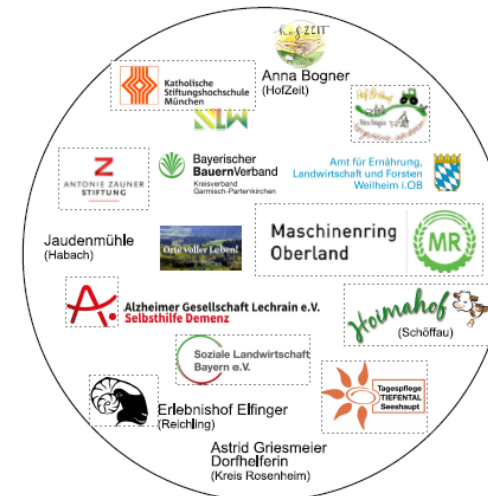 hofZEIT
Anna Bogner
(HofZeit)
Katholische
Stiftungshochschule
München
NLW
Z
ANTONIE ZAUNER
STIFTUNG
Bayerischer
BauernVerband
Kreisverband
Garmisch-Partenkirchen
Amt für Ernährung,
Landwirtschaft und Forsten
Weilheim i.OB
Jaudenmühle
(Habach)
Orte voller Leben!
Maschinenring
Oberland
MR
Alzheimer Gesellschaft Lechrain e.V.
Selbsthilfe Demenz
Hoimahof
(Schöffau)
Soziale Landwirtschaft
Bayern e.V.
Tagespflege
TIEFENTAL
Seeshaupt
Erlebnishof Elfinger
(Reichling)
Astrid Griesmeier
Dorfhelferin
(Kreis Rosenheim)